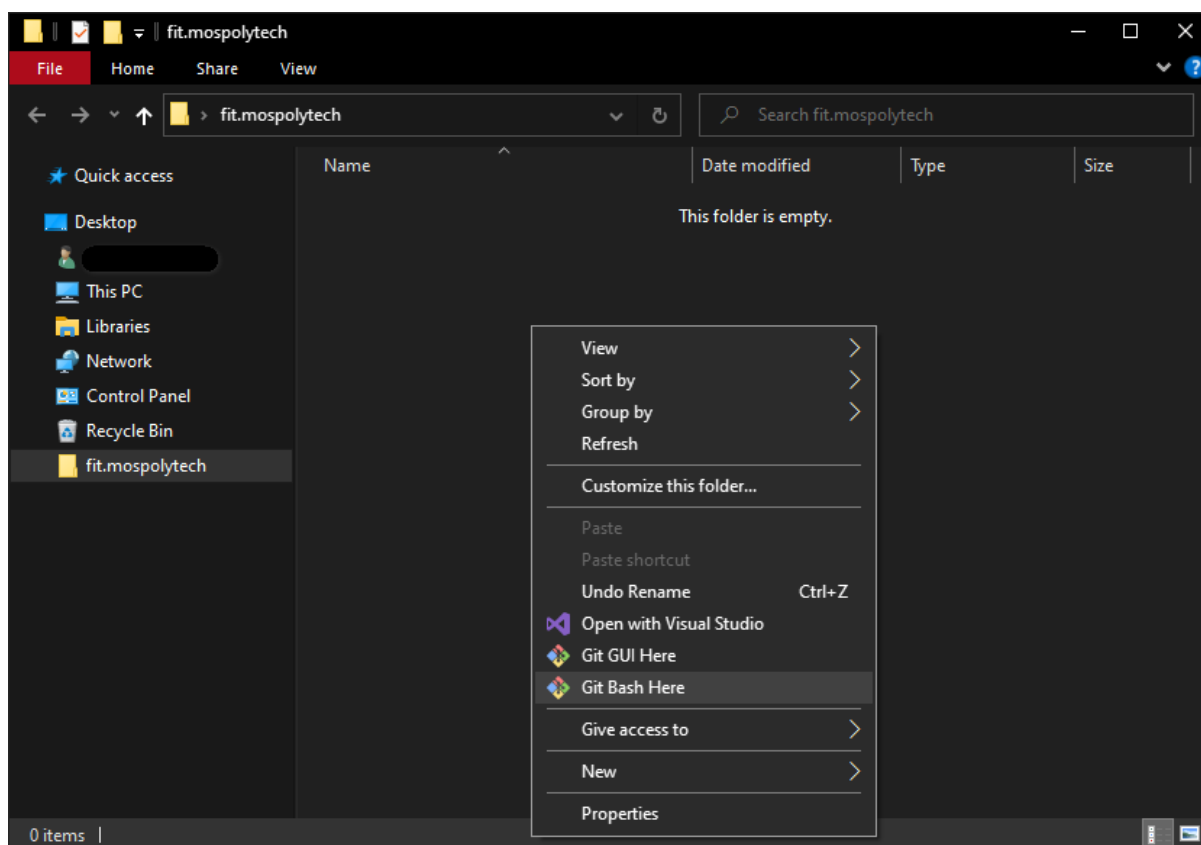 fit.mospolytech
File Home Share View
fit.mospolytech Search fit.mospolytech
Quick access
Desktop
This PC
Libraries
Network
Control Panel
Recycle Bin
fit.mospolytech
Name Date modified Type Size
This folder is empty.
View
Sort by
Group by
Refresh
Customize this folder...
Paste
Paste shortcut
Undo Rename Ctrl+Z
Open with Visual Studio
Git GUI Here
Git Bash Here
Give access to
New
Properties
0 items